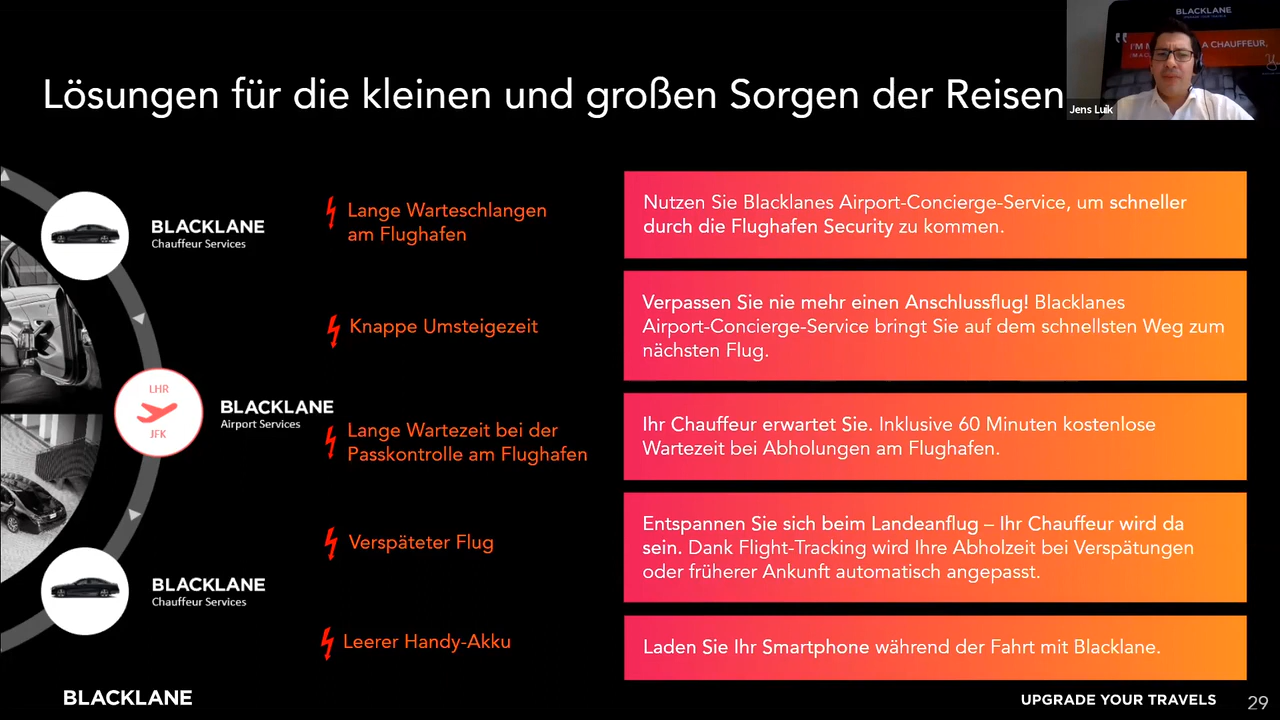 BLACKLANE
I'M
A CHAUFFEUR,
Jens Luik
Lösungen für die kleinen und großen Sorgen der Reisen
BLACKLANE
Chauffeur Services
Lange Warteschlangen
am Flughafen
Nutzen Sie Blacklanes Airport-Concierge-Service, um schneller
durch die Flughafen Security zu kommen.
Knappe Umsteigezeit
Verpassen Sie nie mehr einen Anschlussflug! Blacklanes
Airport-Concierge-Service bringt Sie auf dem schnellsten Weg zum
nächsten Flug.
LHR
JFK
BLACKLANE
Airport Services
Lange Wartezeit bei der
Passkontrolle am Flughafen
Ihr Chauffeur erwartet Sie. Inklusive 60 Minuten kostenlose
Wartezeit bei Abholungen am Flughafen.
Verspäteter Flug
Entspannen Sie sich beim Landeanflug – Ihr Chauffeur wird da
sein. Dank Flight-Tracking wird Ihre Abholzeit bei Verspätungen
oder früherer Ankunft automatisch angepasst.
BLACKLANE
Chauffeur Services
Leerer Handy-Akku
Laden Sie Ihr Smartphone während der Fahrt mit Blacklane.
BLACKLANE
UPGRADE YOUR TRAVELS
29